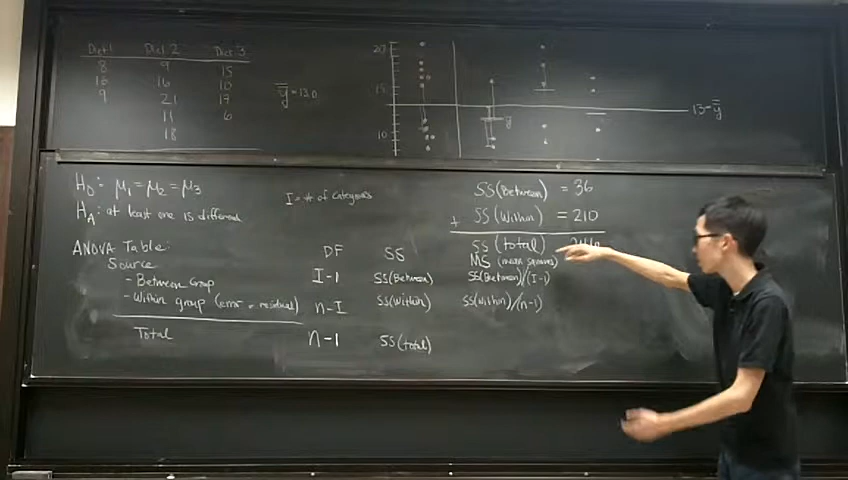 Diet 1 Diet 2 Diet 3
8 9 15
16 16 10
9 21 17
11 6
18
ȳ̄ = 13.0
20
15
10
ȳ
13 = ȳ̄
H₀: μ₁ = μ₂ = μ₃
H_A: at least one is different
I = # of categories
SS(Between) = 36
+ SS(Within) = 210
SS(total) 246
ANOVA Table:
Source DF SS MS (mean squares)
- Between Group I-1 SS(Between) SS(Between)/(I-1)
- Within group (error = residual) n-I SS(Within) SS(Within)/(n-I)
Total n-1 SS(total)